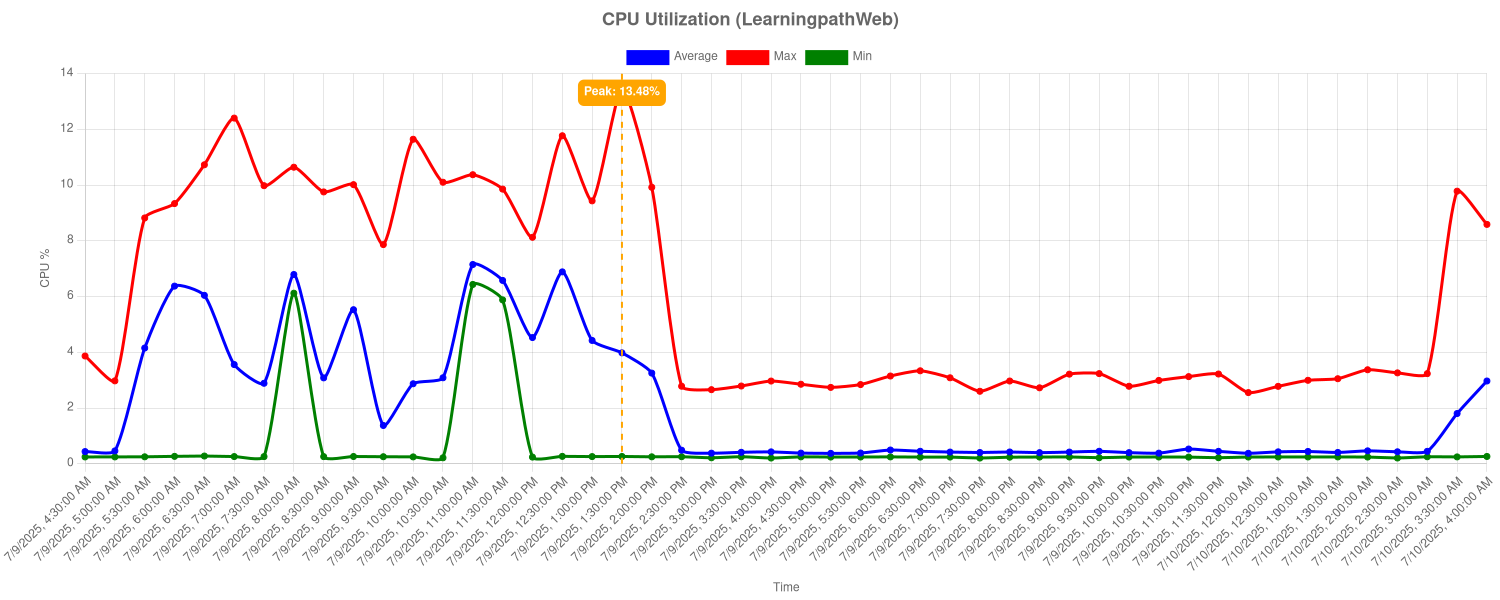 CPU Utilization (LearningpathWeb)
Average Max Min
Peak: 13.48%
CPU %
14
12
10
8
6
4
2
0
7/9/2025, 4:30:00 AM
7/9/2025, 5:00:00 AM
7/9/2025, 5:30:00 AM
7/9/2025, 6:00:00 AM
7/9/2025, 6:30:00 AM
7/9/2025, 7:00:00 AM
7/9/2025, 7:30:00 AM
7/9/2025, 8:00:00 AM
7/9/2025, 8:30:00 AM
7/9/2025, 9:00:00 AM
7/9/2025, 9:30:00 AM
7/9/2025, 10:00:00 AM
7/9/2025, 10:30:00 AM
7/9/2025, 11:00:00 AM
7/9/2025, 11:30:00 AM
7/9/2025, 12:00:00 PM
7/9/2025, 12:30:00 PM
7/9/2025, 1:00:00 PM
7/9/2025, 1:30:00 PM
7/9/2025, 2:00:00 PM
7/9/2025, 2:30:00 PM
7/9/2025, 3:00:00 PM
7/9/2025, 3:30:00 PM
7/9/2025, 4:00:00 PM
7/9/2025, 4:30:00 PM
7/9/2025, 5:00:00 PM
7/9/2025, 5:30:00 PM
7/9/2025, 6:00:00 PM
7/9/2025, 6:30:00 PM
7/9/2025, 7:00:00 PM
7/9/2025, 7:30:00 PM
7/9/2025, 8:00:00 PM
7/9/2025, 8:30:00 PM
7/9/2025, 9:00:00 PM
7/9/2025, 9:30:00 PM
7/9/2025, 10:00:00 PM
7/9/2025, 10:30:00 PM
7/9/2025, 11:00:00 PM
7/9/2025, 11:30:00 PM
7/10/2025, 12:00:00 AM
7/10/2025, 12:30:00 AM
7/10/2025, 1:00:00 AM
7/10/2025, 1:30:00 AM
7/10/2025, 2:00:00 AM
7/10/2025, 2:30:00 AM
7/10/2025, 3:00:00 AM
7/10/2025, 3:30:00 AM
7/10/2025, 4:00:00 AM
Time